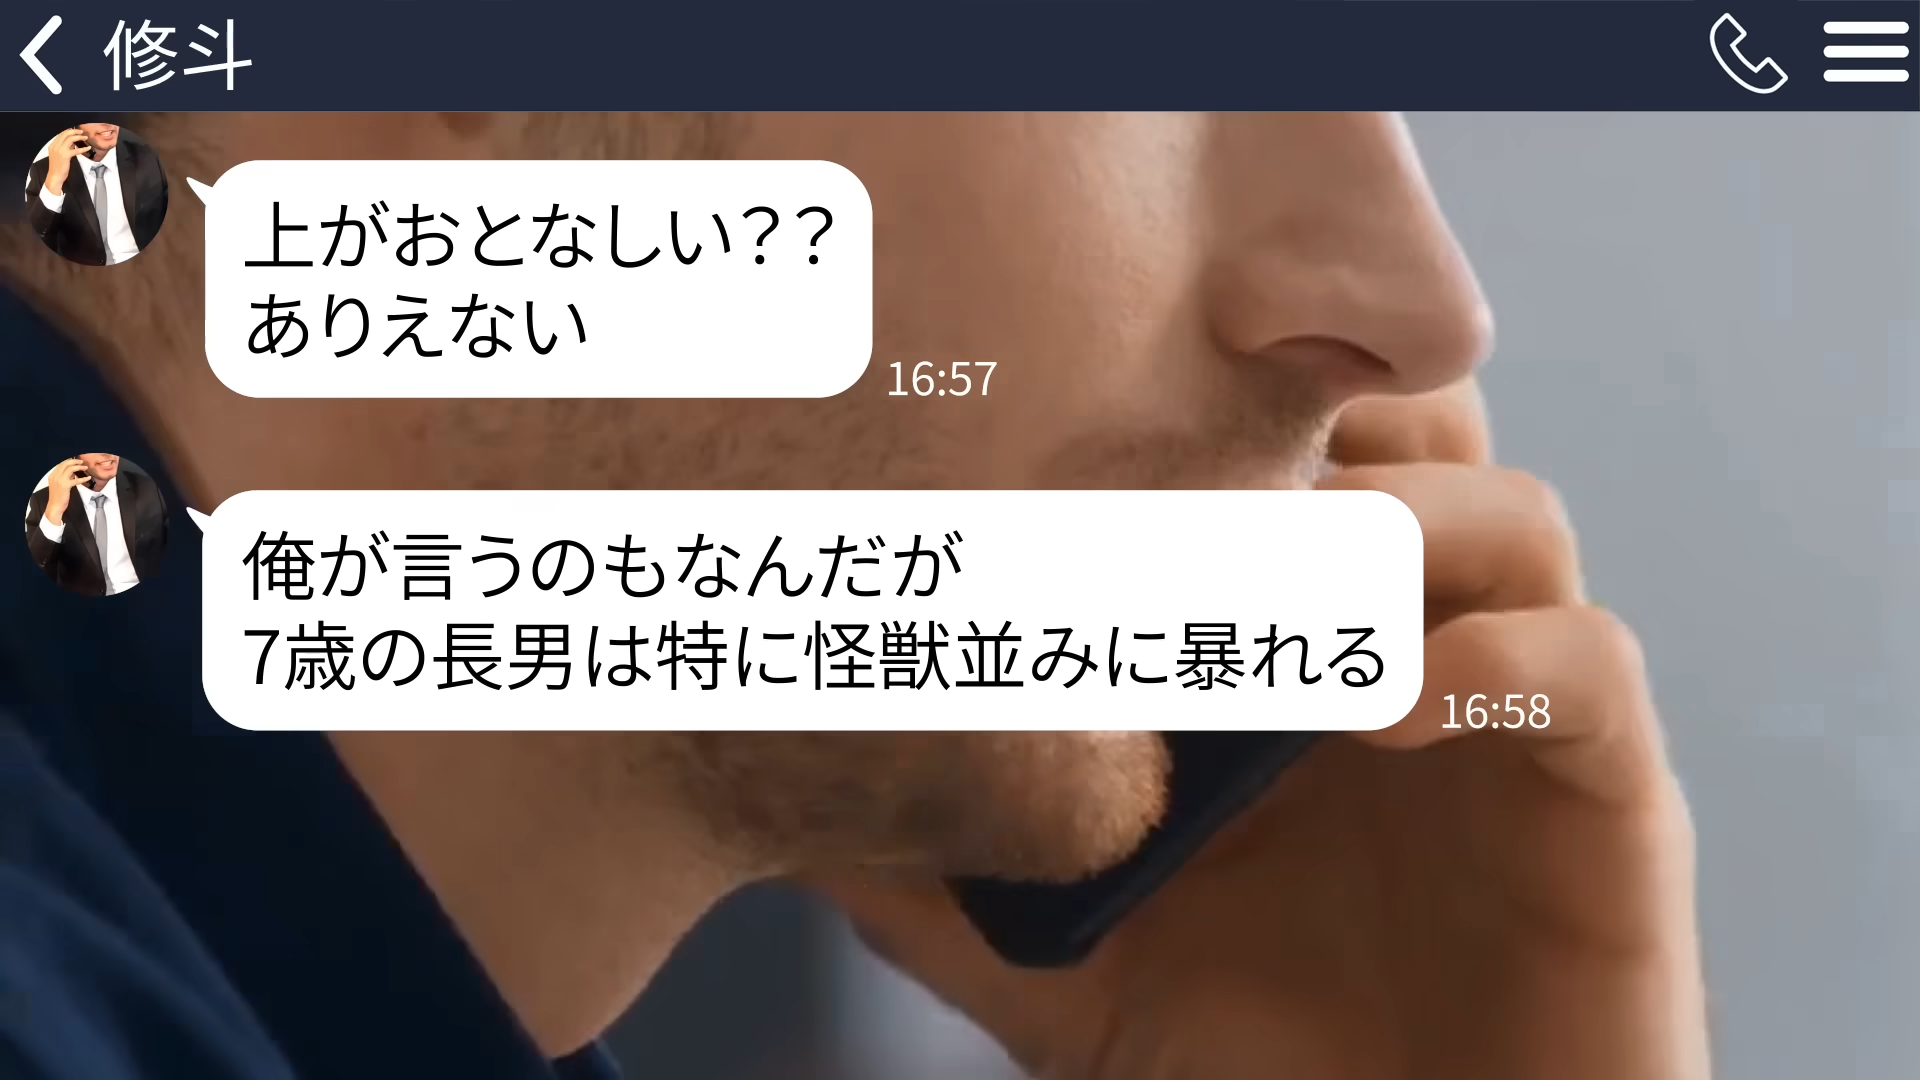 修斗
上がおとなしい？？
ありえない
16:57
俺が言うのもなんだが
7歳の長男は特に怪獣並みに暴れる
16:58